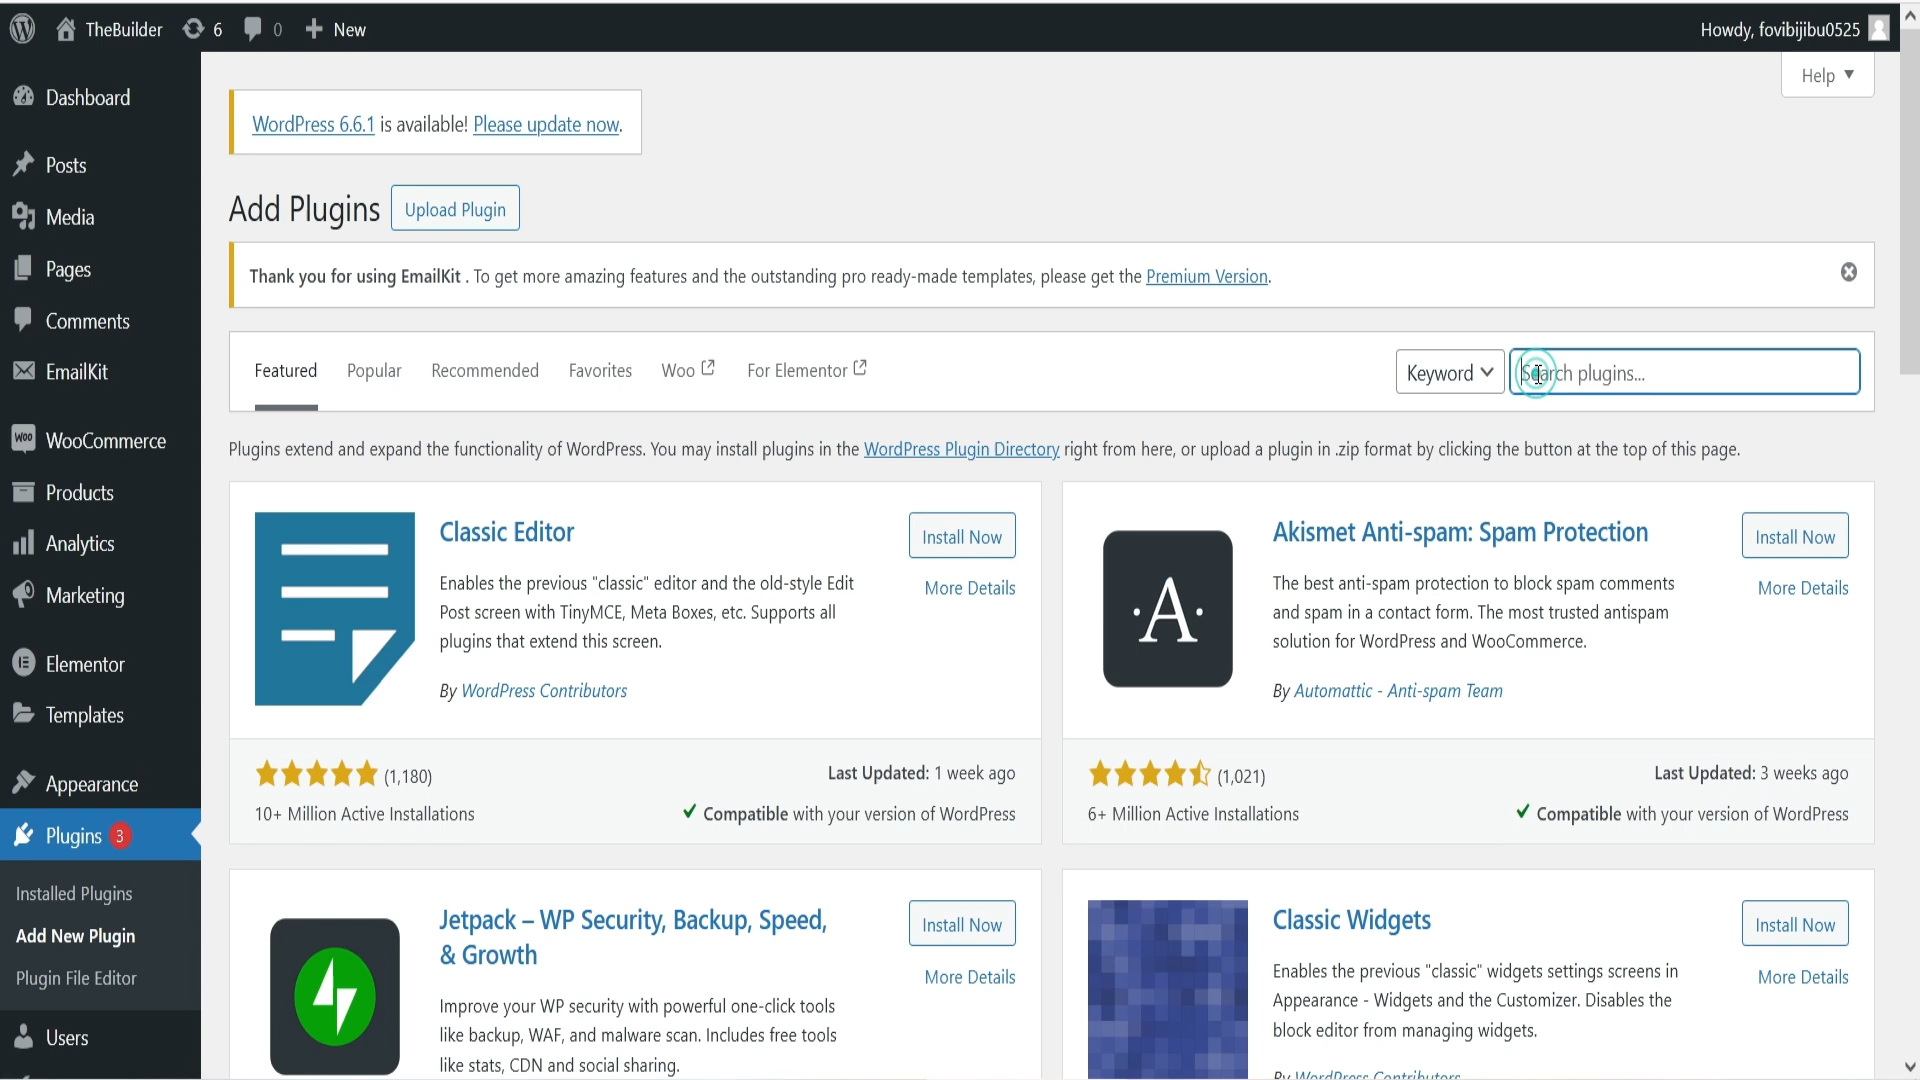 TheBuilder 6 0 New Howdy, fovibijibu0525
Help
Dashboard
Posts
Media
Pages
Comments
EmailKit
WooCommerce
Products
Analytics
Marketing
Elementor
Templates
Appearance
Plugins 3
Installed Plugins
Add New Plugin
Plugin File Editor
Users
WordPress 6.6.1 is available! Please update now.
Add Plugins Upload Plugin
Thank you for using EmailKit . To get more amazing features and the outstanding pro ready-made templates, please get the Premium Version.
Featured Popular Recommended Favorites Woo For Elementor Keyword Search plugins...
Plugins extend and expand the functionality of WordPress. You may install plugins in the WordPress Plugin Directory right from here, or upload a plugin in .zip format by clicking the button at the top of this page.
Classic Editor
Install Now
More Details
Enables the previous "classic" editor and the old-style Edit
Post screen with TinyMCE, Meta Boxes, etc. Supports all
plugins that extend this screen.
By WordPress Contributors
(1,180)
Last Updated: 1 week ago
10+ Million Active Installations
Compatible with your version of WordPress
A
Akismet Anti-spam: Spam Protection
Install Now
More Details
The best anti-spam protection to block spam comments
and spam in a contact form. The most trusted antispam
solution for WordPress and WooCommerce.
By Automattic - Anti-spam Team
(1,021)
Last Updated: 3 weeks ago
6+ Million Active Installations
Compatible with your version of WordPress
Jetpack – WP Security, Backup, Speed,
& Growth
Install Now
More Details
Improve your WP security with powerful one-click tools
like backup, WAF, and malware scan. Includes free tools
like stats, CDN and social sharing.
Classic Widgets
Install Now
More Details
Enables the previous "classic" widgets settings screens in
Appearance - Widgets and the Customizer. Disables the
block editor from managing widgets.
By WordPress Contributors